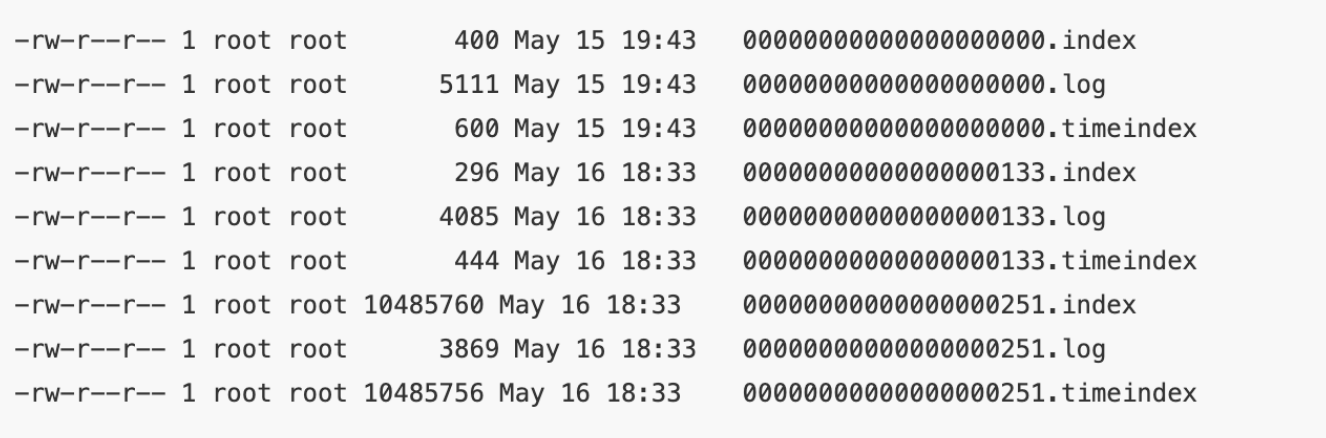 -rw-r--r-- 1 root root       400 May 15 19:43   00000000000000000000.index
-rw-r--r-- 1 root root      5111 May 15 19:43   00000000000000000000.log
-rw-r--r-- 1 root root       600 May 15 19:43   00000000000000000000.timeindex
-rw-r--r-- 1 root root       296 May 16 18:33   00000000000000000133.index
-rw-r--r-- 1 root root      4085 May 16 18:33   00000000000000000133.log
-rw-r--r-- 1 root root       444 May 16 18:33   00000000000000000133.timeindex
-rw-r--r-- 1 root root 10485760 May 16 18:33    00000000000000000251.index
-rw-r--r-- 1 root root      3869 May 16 18:33   00000000000000000251.log
-rw-r--r-- 1 root root 10485756 May 16 18:33    00000000000000000251.timeindex